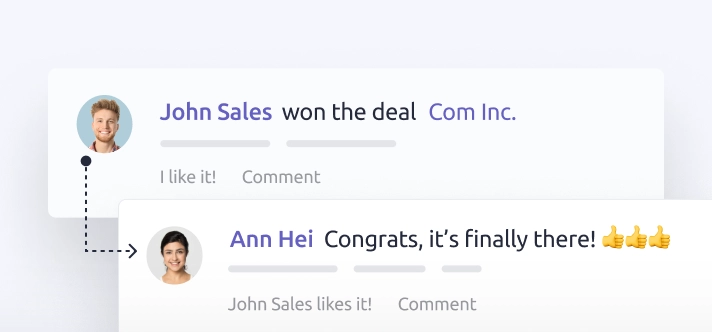 John Sales won the deal Com Inc.
I like it! Comment
Ann Hei Congrats, it’s finally there! 👍👍👍
John Sales likes it! Comment